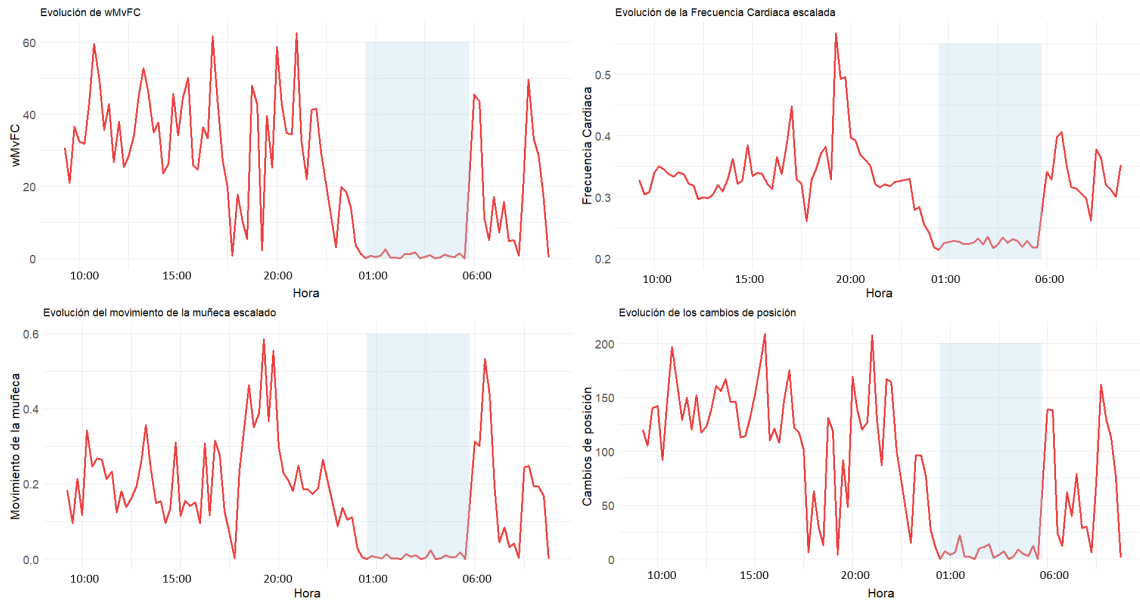 Evolución de wMvFC
wMvFC
60
40
20
0
10:00 15:00 20:00 01:00 06:00
Hora
Evolución de la Frecuencia Cardiaca escalada
Frecuencia Cardiaca
0.5
0.4
0.3
0.2
10:00 15:00 20:00 01:00 06:00
Hora
Evolución del movimiento de la muñeca escalado
Movimiento de la muñeca
0.6
0.4
0.2
0.0
10:00 15:00 20:00 01:00 06:00
Hora
Evolución de los cambios de posición
Cambios de posición
200
150
100
50
0
10:00 15:00 20:00 01:00 06:00
Hora